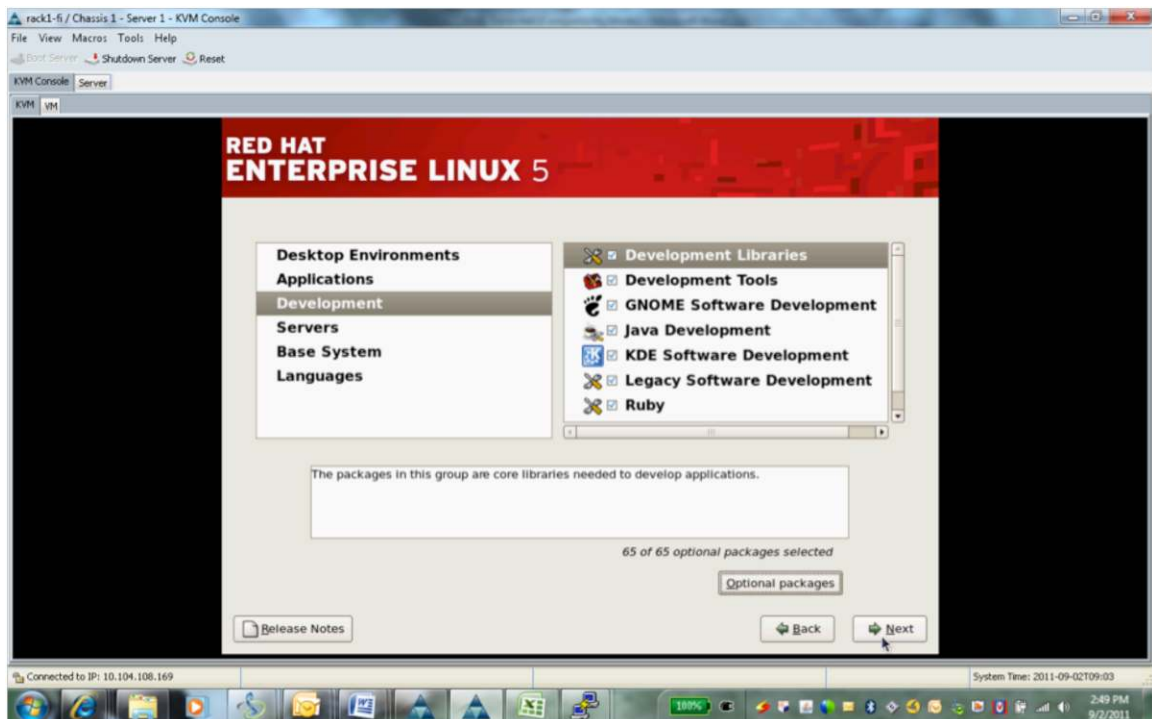 rack1-fi / Chassis 1 - Server 1 - KVM Console
File View Macros Tools Help
Boot Server Shutdown Server Reset
KVM Console Server
KVM VM
RED HAT
ENTERPRISE LINUX 5
Desktop Environments
Applications
Development
Servers
Base System
Languages
Development Libraries
Development Tools
GNOME Software Development
Java Development
KDE Software Development
Legacy Software Development
Ruby
The packages in this group are core libraries needed to develop applications.
65 of 65 optional packages selected
Optional packages
Release Notes
Back
Next
Connected to IP: 10.104.108.169
System Time: 2011-09-02T09:03
100%
2:49 PM
9/2/2011